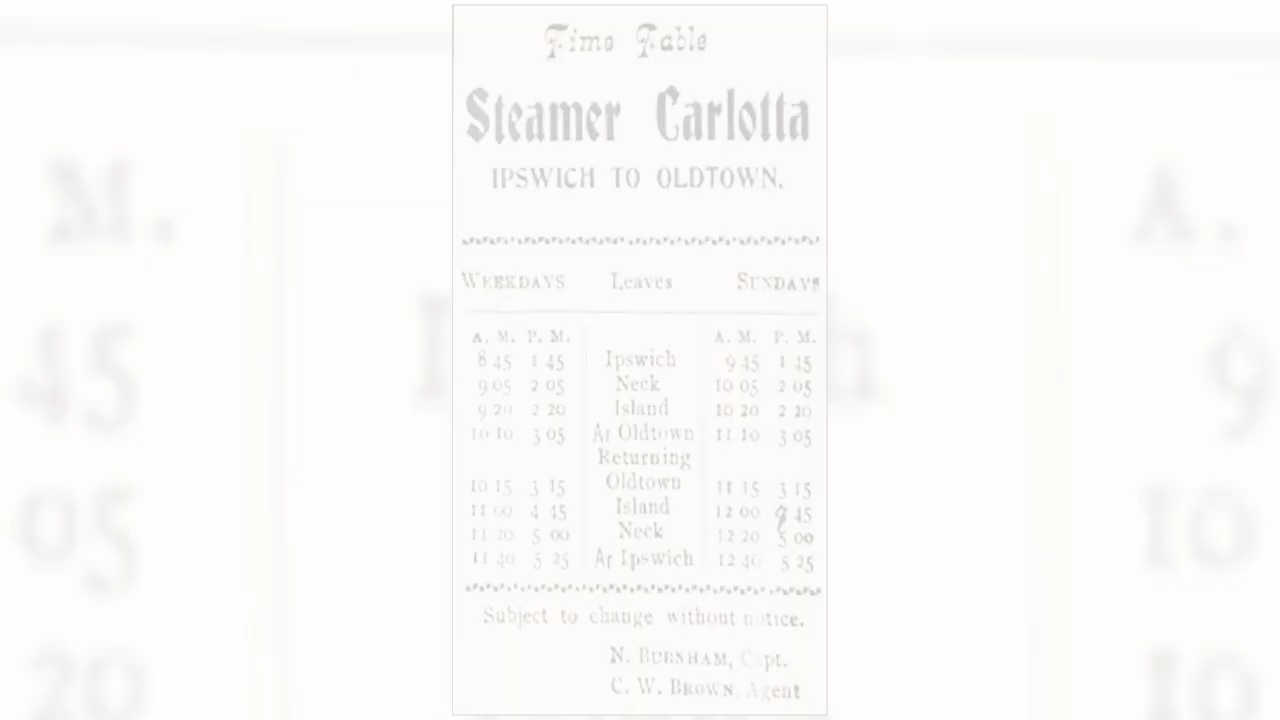 Time Table
Steamer Carlotta
IPSWICH TO OLDTOWN.
WEEKDAYS Leaves SUNDAYS
A. M. P. M. A. M. P. M.
8 45 1 45 Ipswich 9 45 1 45
9 05 2 05 Neck 10 05 2 05
9 20 2 20 Island 10 20 2 20
10 10 3 05 Ar Oldtown 11 10 3 05
Returning
10 15 3 15 Oldtown 11 15 3 15
11 00 4 45 Island 12 00 45
11 20 5 00 Neck 12 20 5 00
11 40 5 25 Ar Ipswich 12 40 5 25
Subject to change without notice.
N. BURNHAM, Capt.
C. W. BROWN, Agent